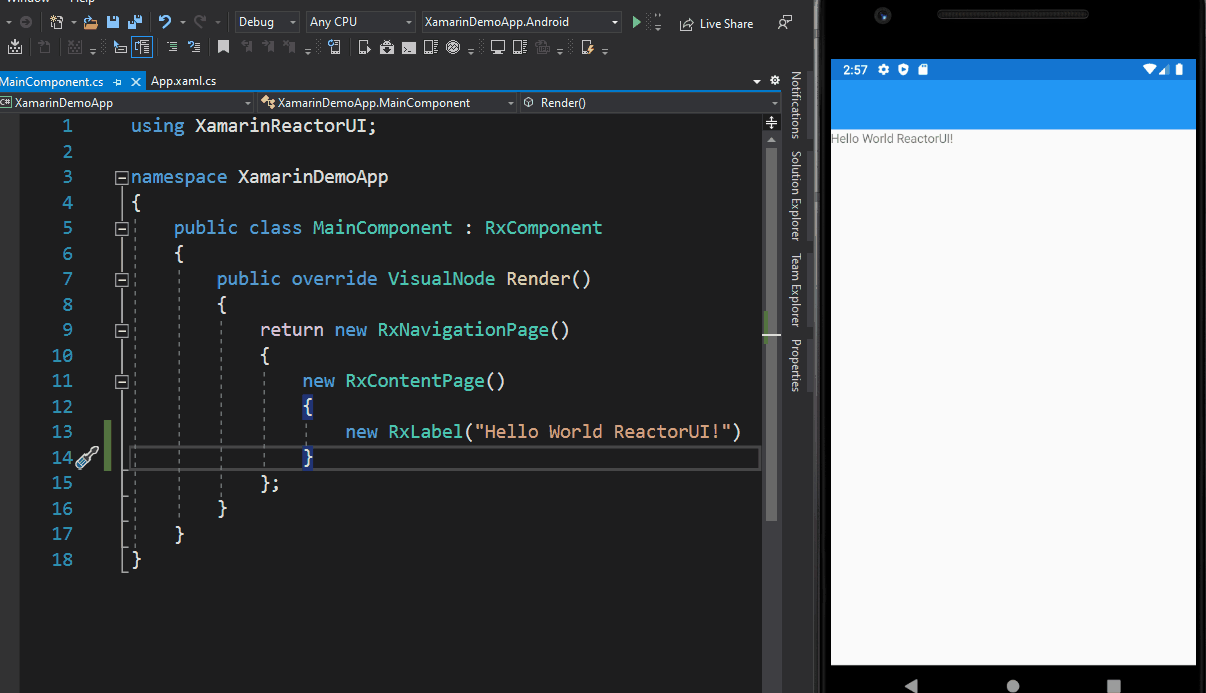 Debug Any CPU XamarinDemoApp.Android Live Share
MainComponent.cs App.xaml.cs
C# XamarinDemoApp XamarinDemoApp.MainComponent Render()
1 using XamarinReactorUI;
2
3 namespace XamarinDemoApp
4 {
5 public class MainComponent : RxComponent
6 {
7 public override VisualNode Render()
8 {
9 return new RxNavigationPage()
10 {
11 new RxContentPage()
12 {
13 new RxLabel("Hello World ReactorUI!")
14 }
15 };
16 }
17 }
18 }
Notifications
Solution Explorer
Team Explorer
Properties
2:57
Hello World ReactorUI!